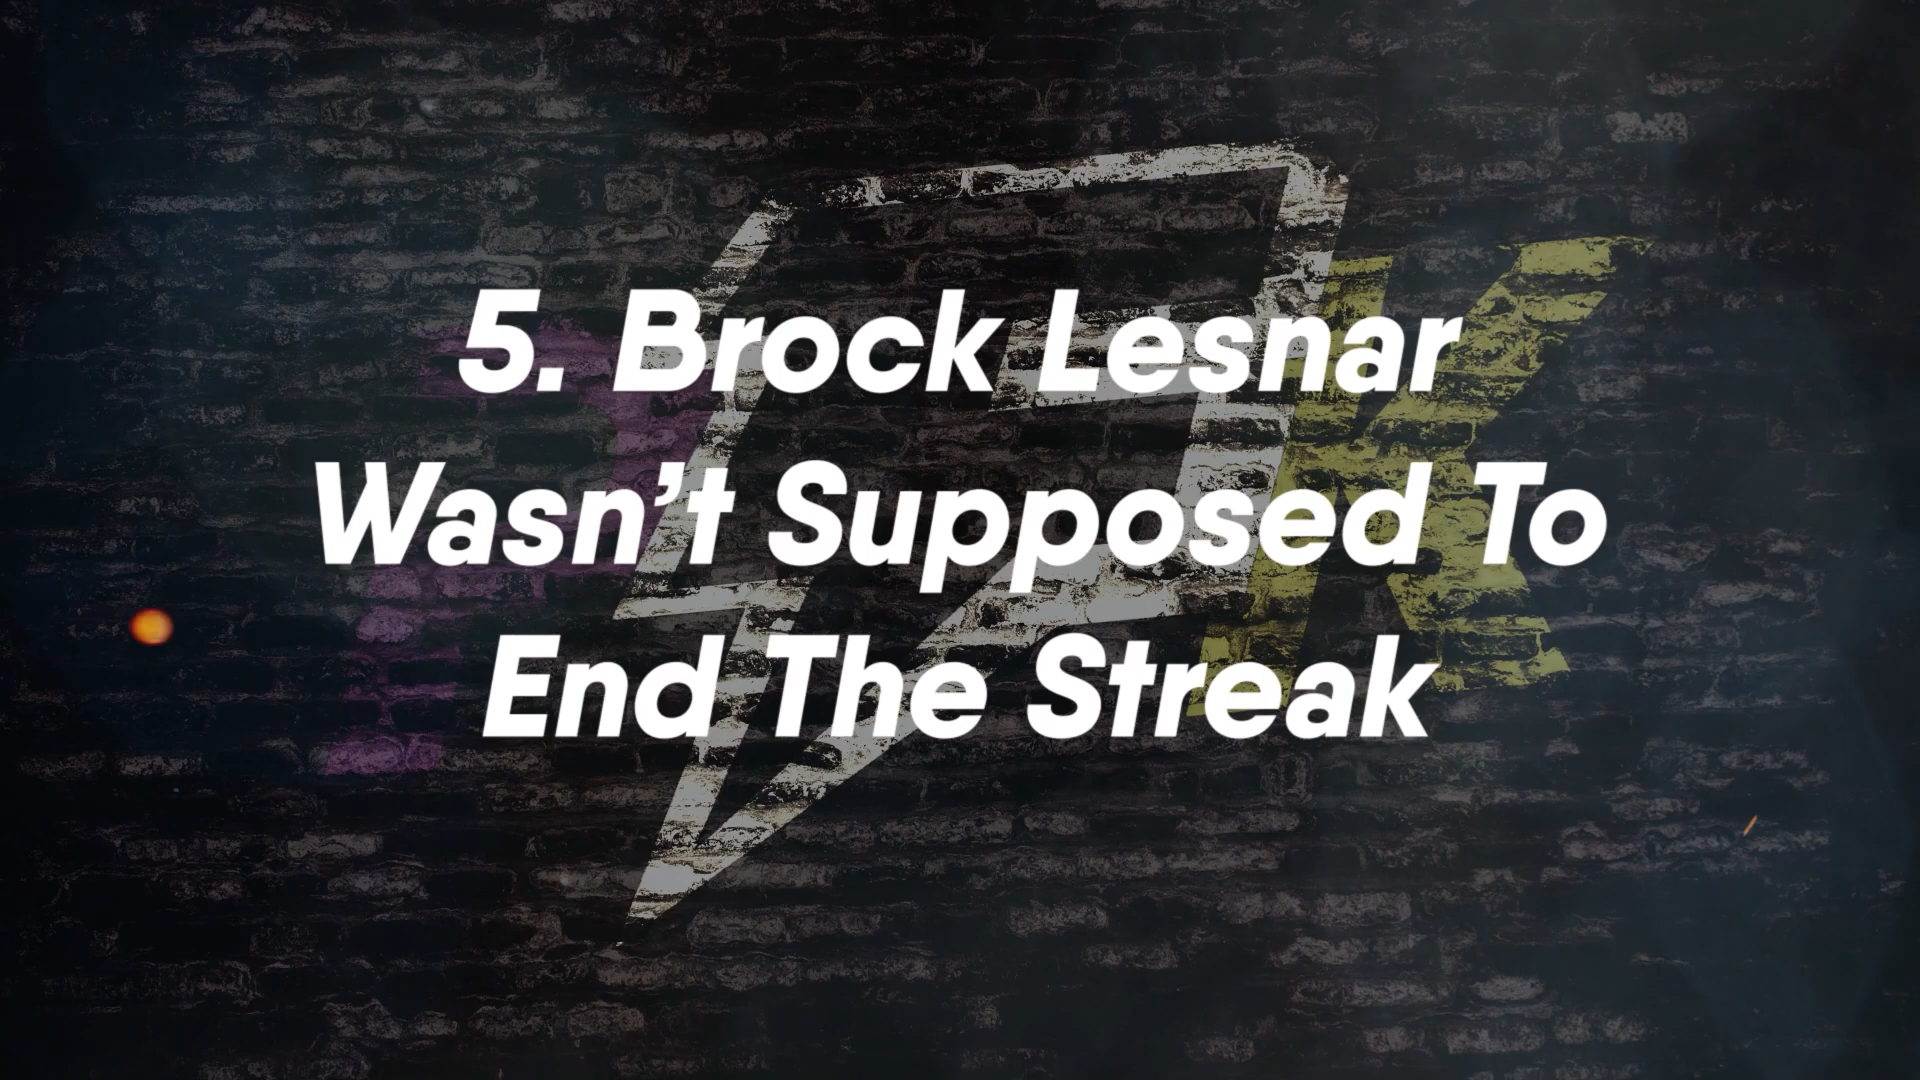 5. Brock Lesnar
Wasn’t Supposed To
End The Streak